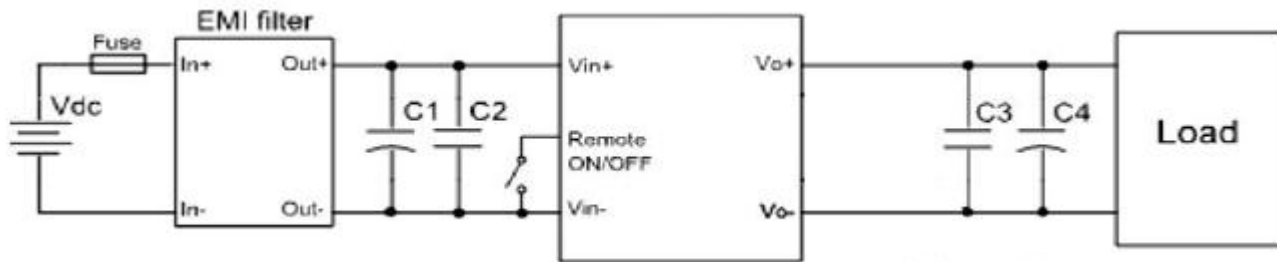 EMI filter
Fuse
In+
Out+
Vin+
Vo+
Vdc
C1
C2
C3
C4
Remote
ON/OFF
Load
In-
Out-
Vin-
Vo-